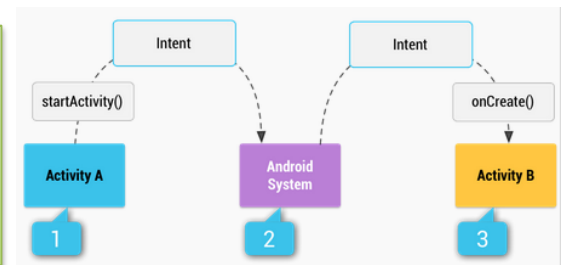 Intent
Intent
startActivity()
onCreate()
Activity A
Android
System
Activity B
1
2
3